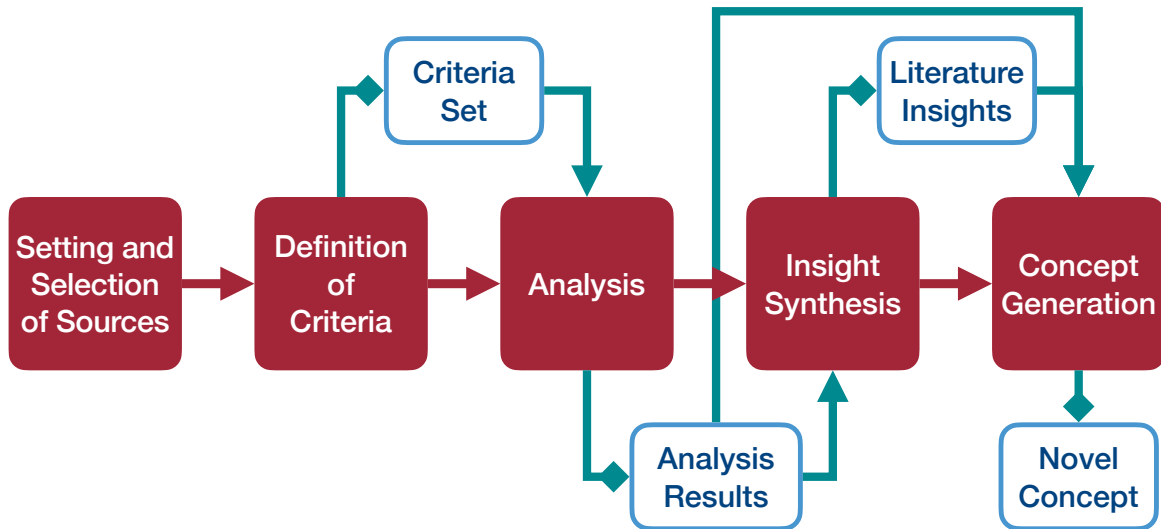 Criteria
Set
Literature
Insights
Setting and
Selection
of Sources
Definition
of
Criteria
Analysis
Insight
Synthesis
Concept
Generation
Analysis
Results
Novel
Concept